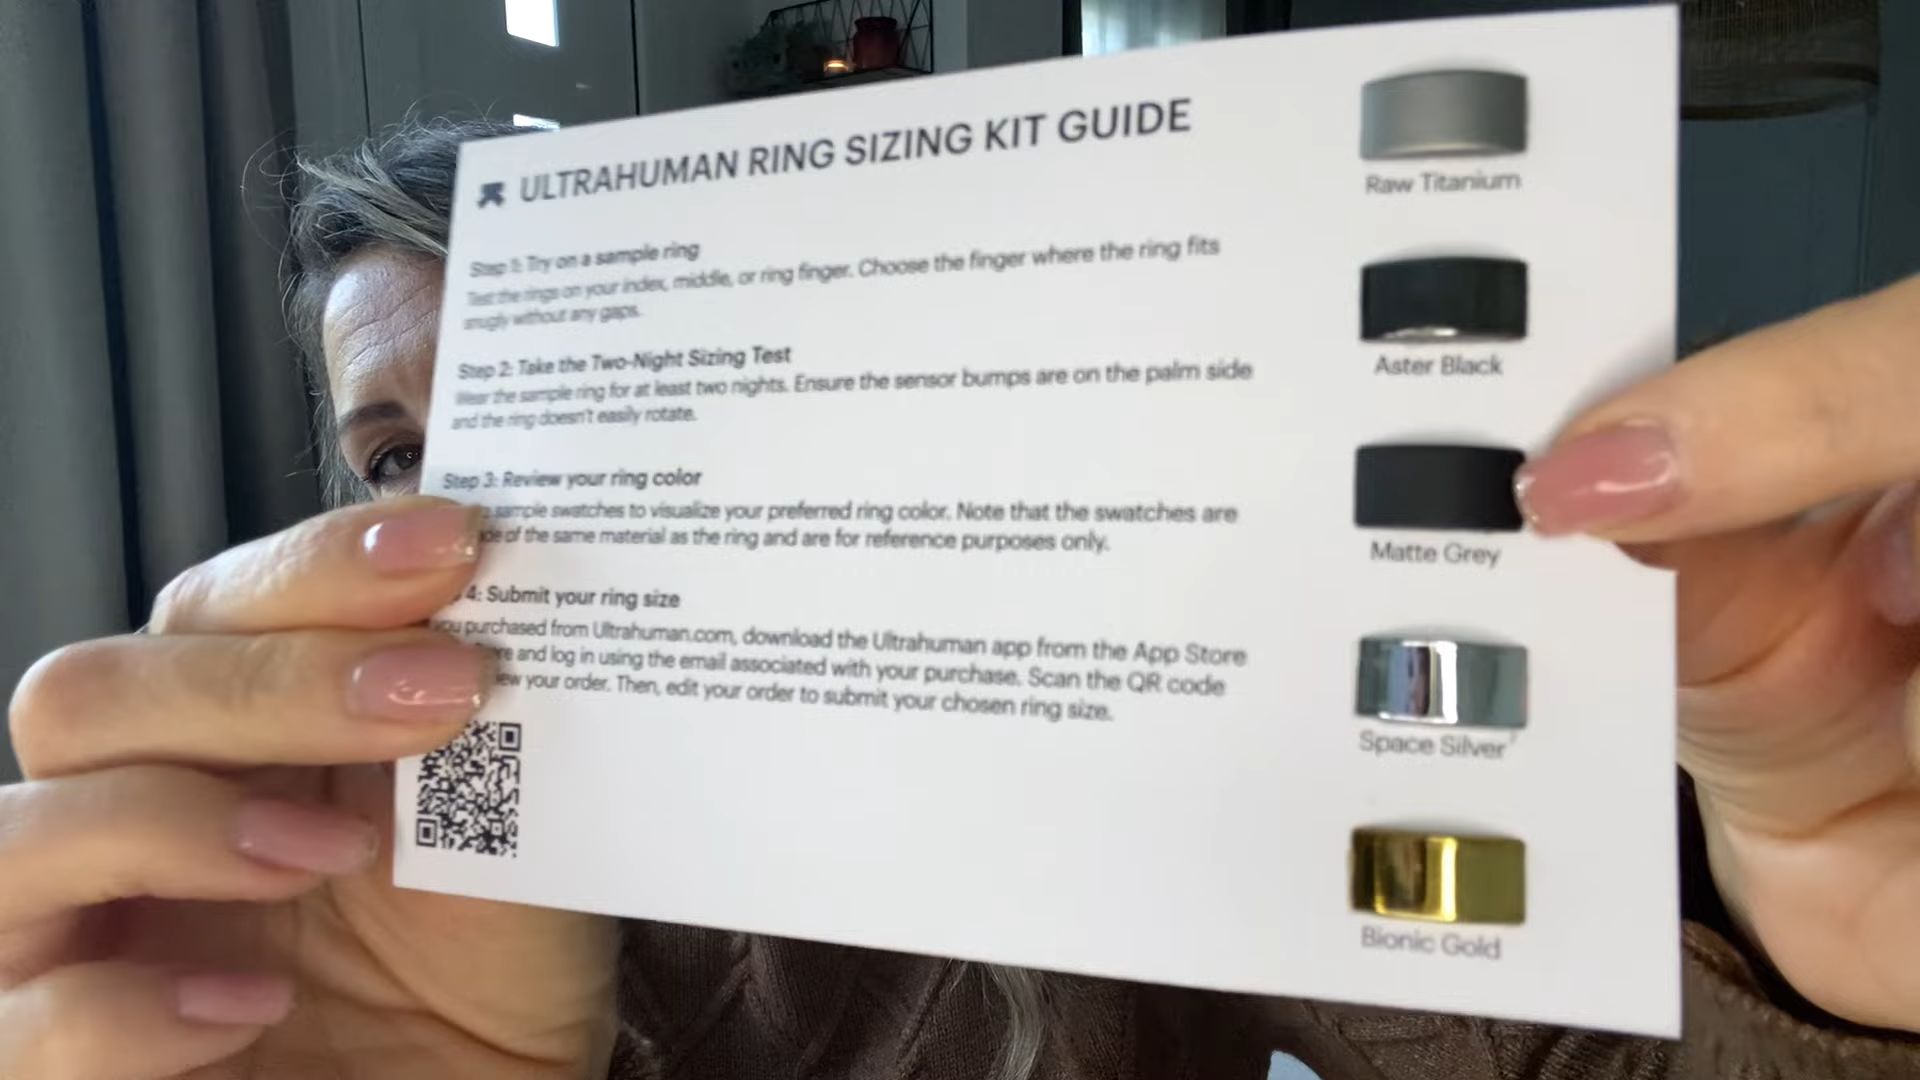 ULTRAHUMAN RING SIZING KIT GUIDE
Step 1: Try on a sample ring
Test the rings on your index, middle, or ring finger. Choose the finger where the ring fits
snugly without any gaps.
Step 2: Take the Two-Night Sizing Test
Wear the sample ring for at least two nights. Ensure the sensor bumps are on the palm side
and the ring doesn't easily rotate.
Step 3: Review your ring color
sample swatches to visualize your preferred ring color. Note that the swatches are
of the same material as the ring and are for reference purposes only.
4: Submit your ring size
you purchased from Ultrahuman.com, download the Ultrahuman app from the App Store
and log in using the email associated with your purchase. Scan the QR code
your order. Then, edit your order to submit your chosen ring size.
Raw Titanium
Aster Black
Matte Grey
Space Silver
Bionic Gold